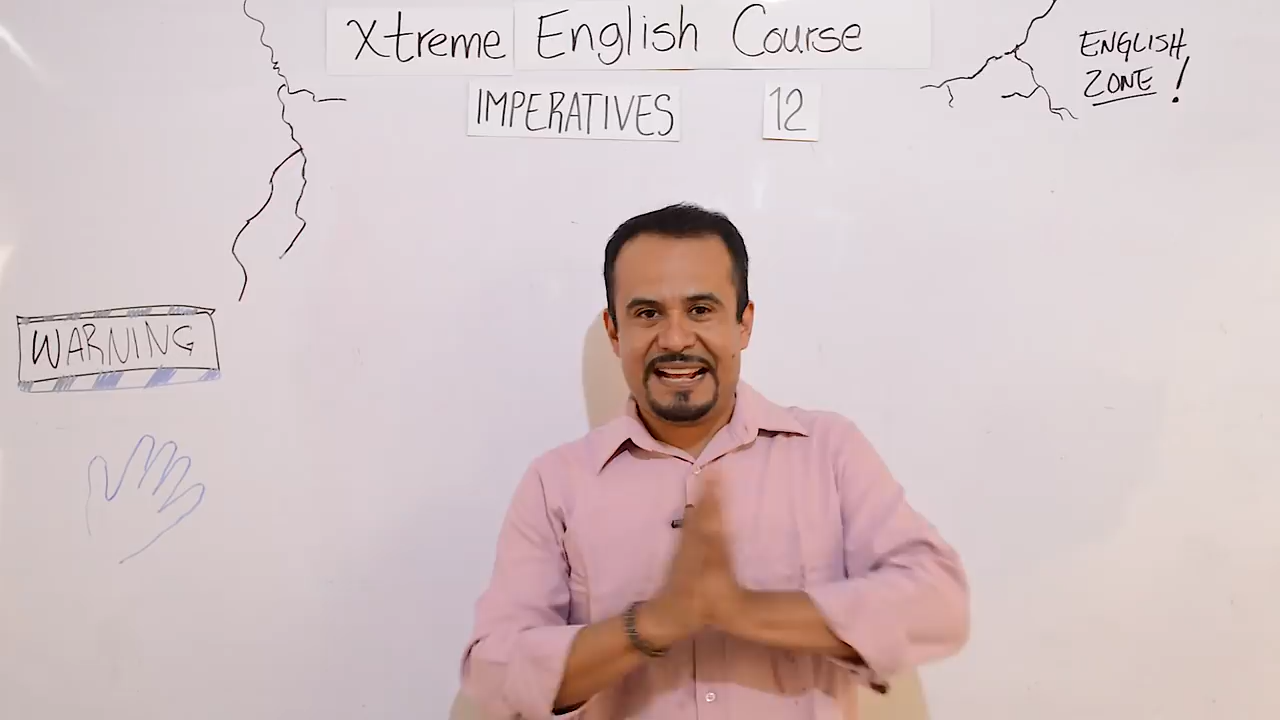 Xtreme English Course
IMPERATIVES 12
ENGLISH
ZONE!
WARNING